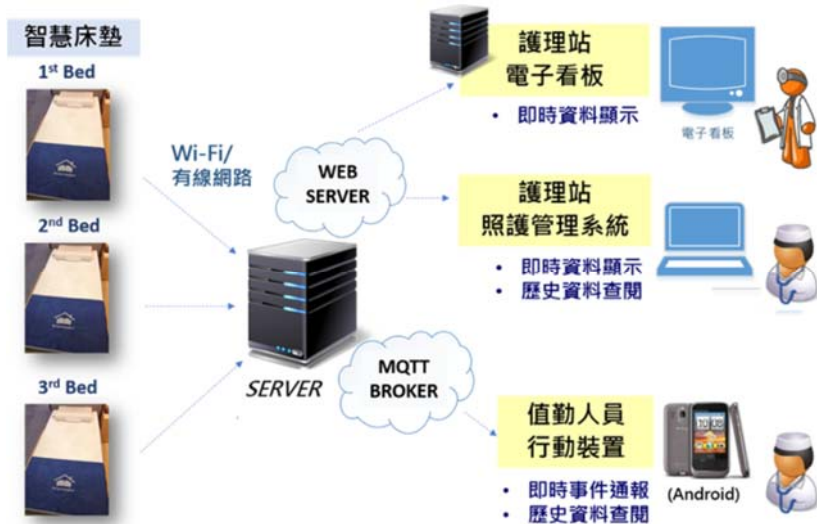 智慧床墊
1st Bed
2nd Bed
3rd Bed
Wi-Fi/
有線網路
SERVER
WEB
SERVER
MQTT
BROKER
護理站
電子看板
• 即時資料顯示
電子看板
護理站
照護管理系統
• 即時資料顯示
• 歷史資料查閱
值勤人員
行動裝置
• 即時事件通報
• 歷史資料查閱
(Android)